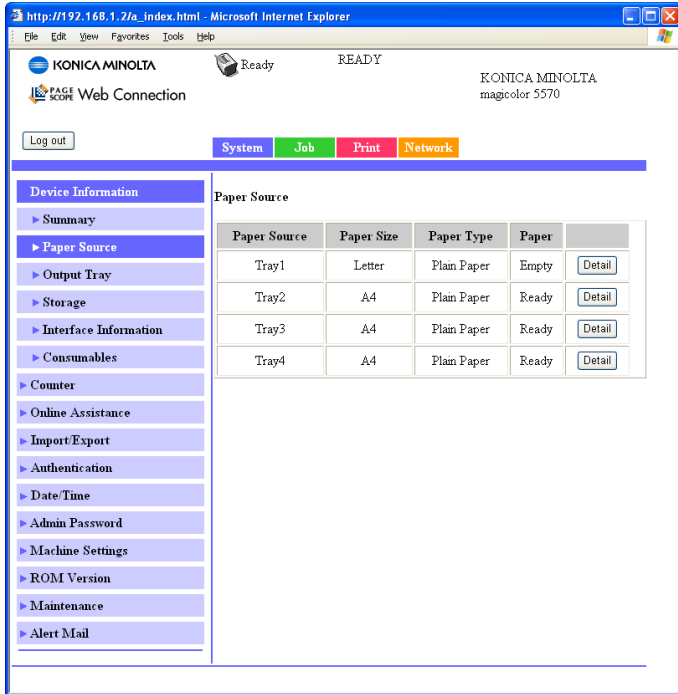 http://192.168.1.2/a_index.html - Microsoft Internet Explorer
File Edit View Favorites Tools Help
KONICA MINOLTA
PAGE SCOPE Web Connection
Ready
READY
KONICA MINOLTA
magicolor 5570
Log out
System Job Print Network
Device Information
Summary
Paper Source
Output Tray
Storage
Interface Information
Consumables
Counter
Online Assistance
Import/Export
Authentication
Date/Time
Admin Password
Machine Settings
ROM Version
Maintenance
Alert Mail
Paper Source
Paper Source Paper Size Paper Type Paper
Tray1 Letter Plain Paper Empty Detail
Tray2 A4 Plain Paper Ready Detail
Tray3 A4 Plain Paper Ready Detail
Tray4 A4 Plain Paper Ready Detail